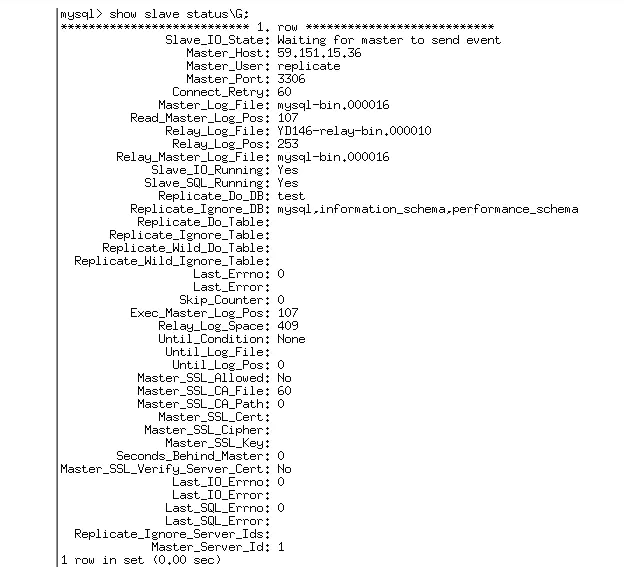 mysql> show slave status\G;
*************************** 1. row ***************************
Slave_IO_State: Waiting for master to send event
Master_Host: 59.151.15.36
Master_User: replicate
Master_Port: 3306
Connect_Retry: 60
Master_Log_File: mysql-bin.000016
Read_Master_Log_Pos: 107
Relay_Log_File: YD146-relay-bin.000010
Relay_Log_Pos: 253
Relay_Master_Log_File: mysql-bin.000016
Slave_IO_Running: Yes
Slave_SQL_Running: Yes
Replicate_Do_DB: test
Replicate_Ignore_DB: mysql,information_schema,performance_schema
Replicate_Do_Table:
Replicate_Ignore_Table:
Replicate_Wild_Do_Table:
Replicate_Wild_Ignore_Table:
Last_Errno: 0
Last_Error:
Skip_Counter: 0
Exec_Master_Log_Pos: 107
Relay_Log_Space: 409
Until_Condition: None
Until_Log_File:
Until_Log_Pos: 0
Master_SSL_Allowed: No
Master_SSL_CA_File: 60
Master_SSL_CA_Path: 0
Master_SSL_Cert:
Master_SSL_Cipher:
Master_SSL_Key:
Seconds_Behind_Master: 0
Master_SSL_Verify_Server_Cert: No
Last_IO_Errno: 0
Last_IO_Error:
Last_SQL_Errno: 0
Last_SQL_Error:
Replicate_Ignore_Server_Ids:
Master_Server_Id: 1
1 row in set (0.00 sec)